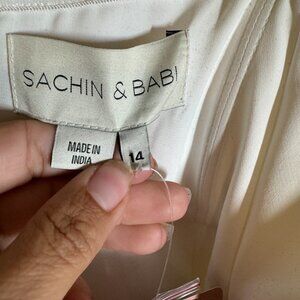 SACHIN & BABI
MADE IN
INDIA
14